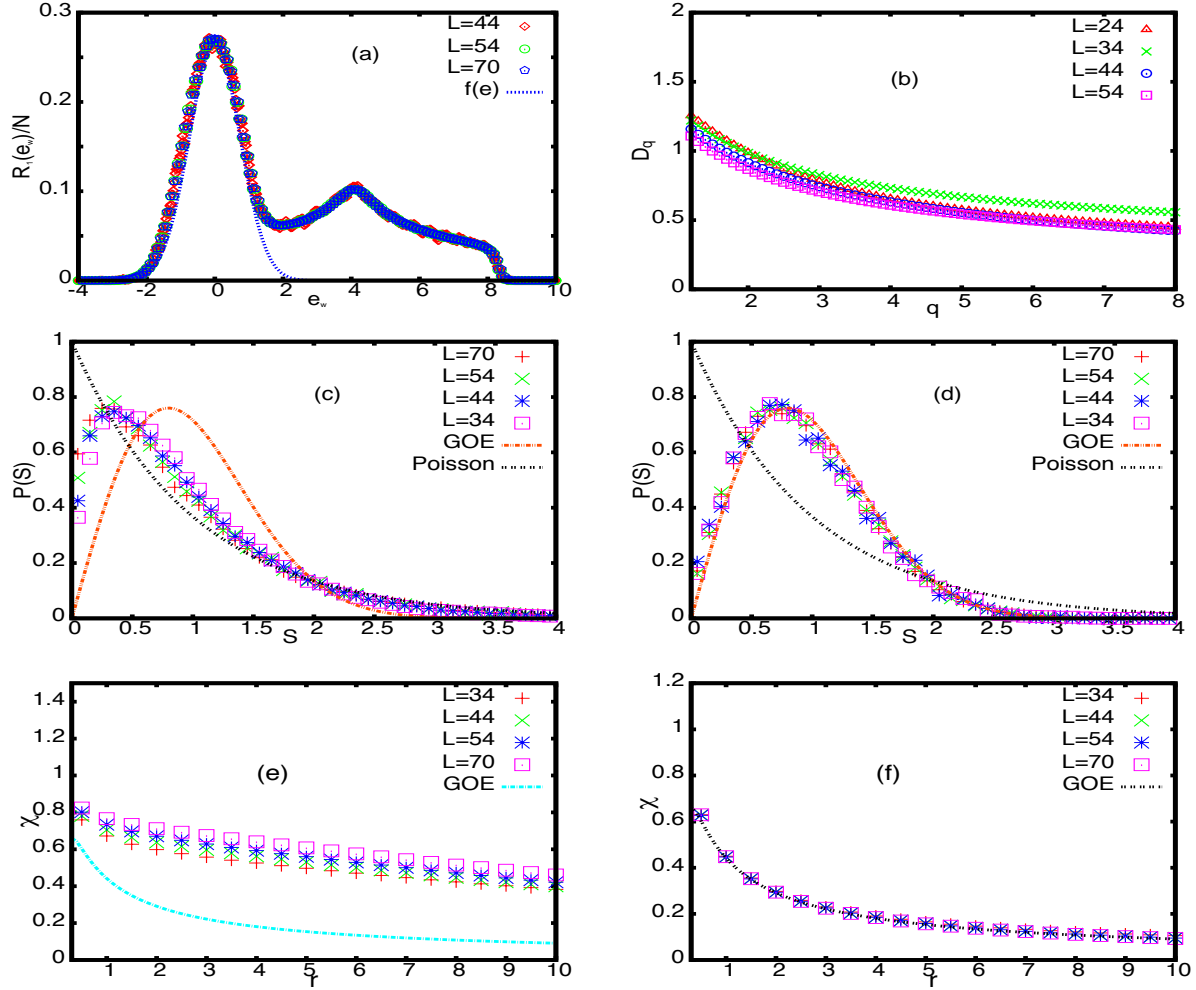 0.3
0.2
0.1
0
R₁(e_w)/N
(a)
L=44
L=54
L=70
f(e)
-4 -2 0 2 4 6 8 10
e_w
2
1.5
1
0.5
0
D_q
(b)
L=24
L=34
L=44
L=54
2 3 4 5 6 7 8
q
1
0.8
0.6
0.4
0.2
0
P(S)
(c)
L=70
L=54
L=44
L=34
GOE
Poisson
0 0.5 1 1.5 2 2.5 3 3.5 4
S
1
0.8
0.6
0.4
0.2
0
P(S)
(d)
L=70
L=54
L=44
L=34
GOE
Poisson
0 0.5 1 1.5 2 2.5 3 3.5 4
S
1.4
1.2
1
0.8
0.6
0.4
0.2
0
χ
(e)
L=34
L=44
L=54
L=70
GOE
1 2 3 4 5 6 7 8 9 10
r
1.2
1
0.8
0.6
0.4
0.2
0
χ
(f)
L=34
L=44
L=54
L=70
GOE
1 2 3 4 5 6 7 8 9 10
r